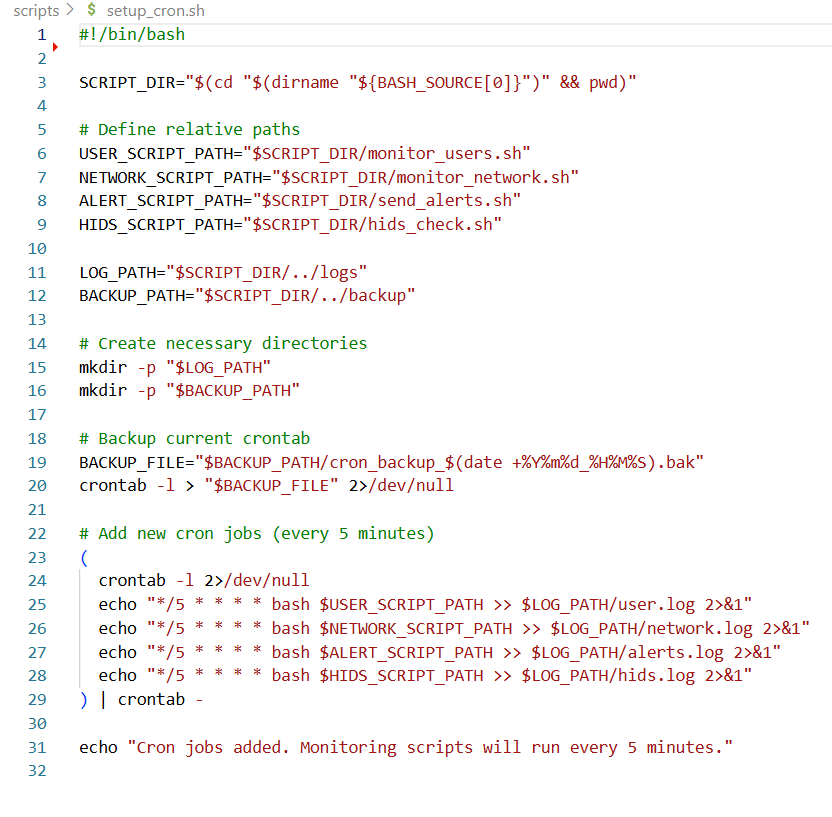 scripts > $ setup_cron.sh
1 #!/bin/bash
2
3 SCRIPT_DIR="$(cd "$(dirname "${BASH_SOURCE[0]}")" && pwd)"
4
5 # Define relative paths
6 USER_SCRIPT_PATH="$SCRIPT_DIR/monitor_users.sh"
7 NETWORK_SCRIPT_PATH="$SCRIPT_DIR/monitor_network.sh"
8 ALERT_SCRIPT_PATH="$SCRIPT_DIR/send_alerts.sh"
9 HIDS_SCRIPT_PATH="$SCRIPT_DIR/hids_check.sh"
10
11 LOG_PATH="$SCRIPT_DIR/../logs"
12 BACKUP_PATH="$SCRIPT_DIR/../backup"
13
14 # Create necessary directories
15 mkdir -p "$LOG_PATH"
16 mkdir -p "$BACKUP_PATH"
17
18 # Backup current crontab
19 BACKUP_FILE="$BACKUP_PATH/cron_backup_$(date +%Y%m%d_%H%M%S).bak"
20 crontab -l > "$BACKUP_FILE" 2>/dev/null
21
22 # Add new cron jobs (every 5 minutes)
23 (
24   crontab -l 2>/dev/null
25   echo "*/5 * * * * bash $USER_SCRIPT_PATH >> $LOG_PATH/user.log 2>&1"
26   echo "*/5 * * * * bash $NETWORK_SCRIPT_PATH >> $LOG_PATH/network.log 2>&1"
27   echo "*/5 * * * * bash $ALERT_SCRIPT_PATH >> $LOG_PATH/alerts.log 2>&1"
28   echo "*/5 * * * * bash $HIDS_SCRIPT_PATH >> $LOG_PATH/hids.log 2>&1"
29 ) | crontab -
30
31 echo "Cron jobs added. Monitoring scripts will run every 5 minutes."
32